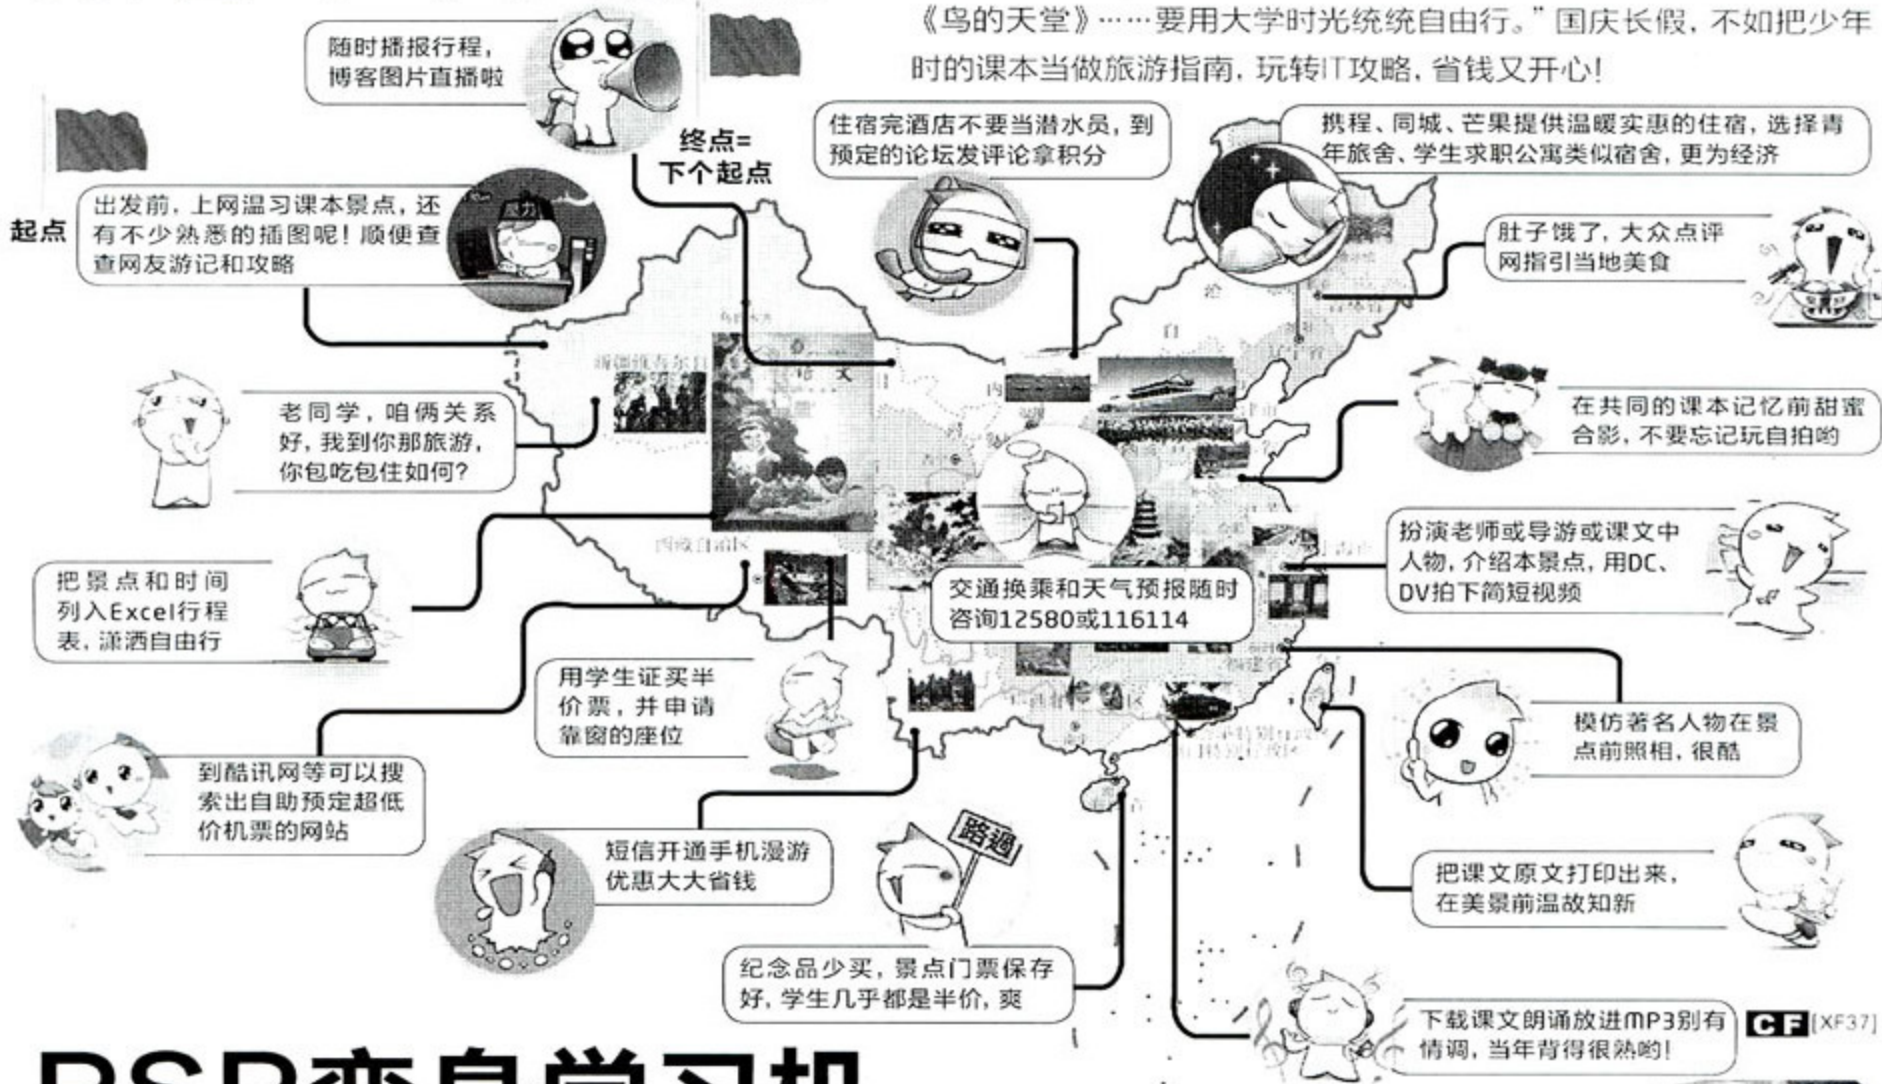 《鸟的天堂》……要用大学时光统统自由行。”国庆长假，不如把少年
时的课本当做旅游指南，玩转IT攻略，省钱又开心！
随时播报行程，
博客图片直播啦
终点=
下个起点
住宿完酒店不要当潜水员，到
预定的论坛发评论拿积分
携程、同城、芒果提供温暖实惠的住宿，选择青
年旅舍、学生求职公寓类似宿舍，更为经济
起点
出发前，上网温习课本景点，还
有不少熟悉的插图呢！顺便查
查网友游记和攻略
肚子饿了，大众点评
网指引当地美食
老同学，咱俩关系
好，我到你那旅游，
你包吃包住如何？
语文
在共同的课本记忆前甜蜜
合影，不要忘记玩自拍哟
西藏自治区
扮演老师或导游或课文中
人物，介绍本景点，用DC、
DV拍下简短视频
把景点和时间
列入Excel行程
表，潇洒自由行
交通换乘和天气预报随时
咨询12580或116114
用学生证买半
价票，并申请
靠窗的座位
模仿著名人物在景
点前照相，很酷
到酷讯网等可以搜
索出自助预定超低
价机票的网站
短信开通手机漫游
优惠大大省钱
路過
把课文原文打印出来，
在美景前温故知新
纪念品少买，景点门票保存
好，学生几乎都是半价，爽
下载课文朗诵放进MP3别有
情调，当年背得很熟哟！
CF [XF37]
PSP变身学习机